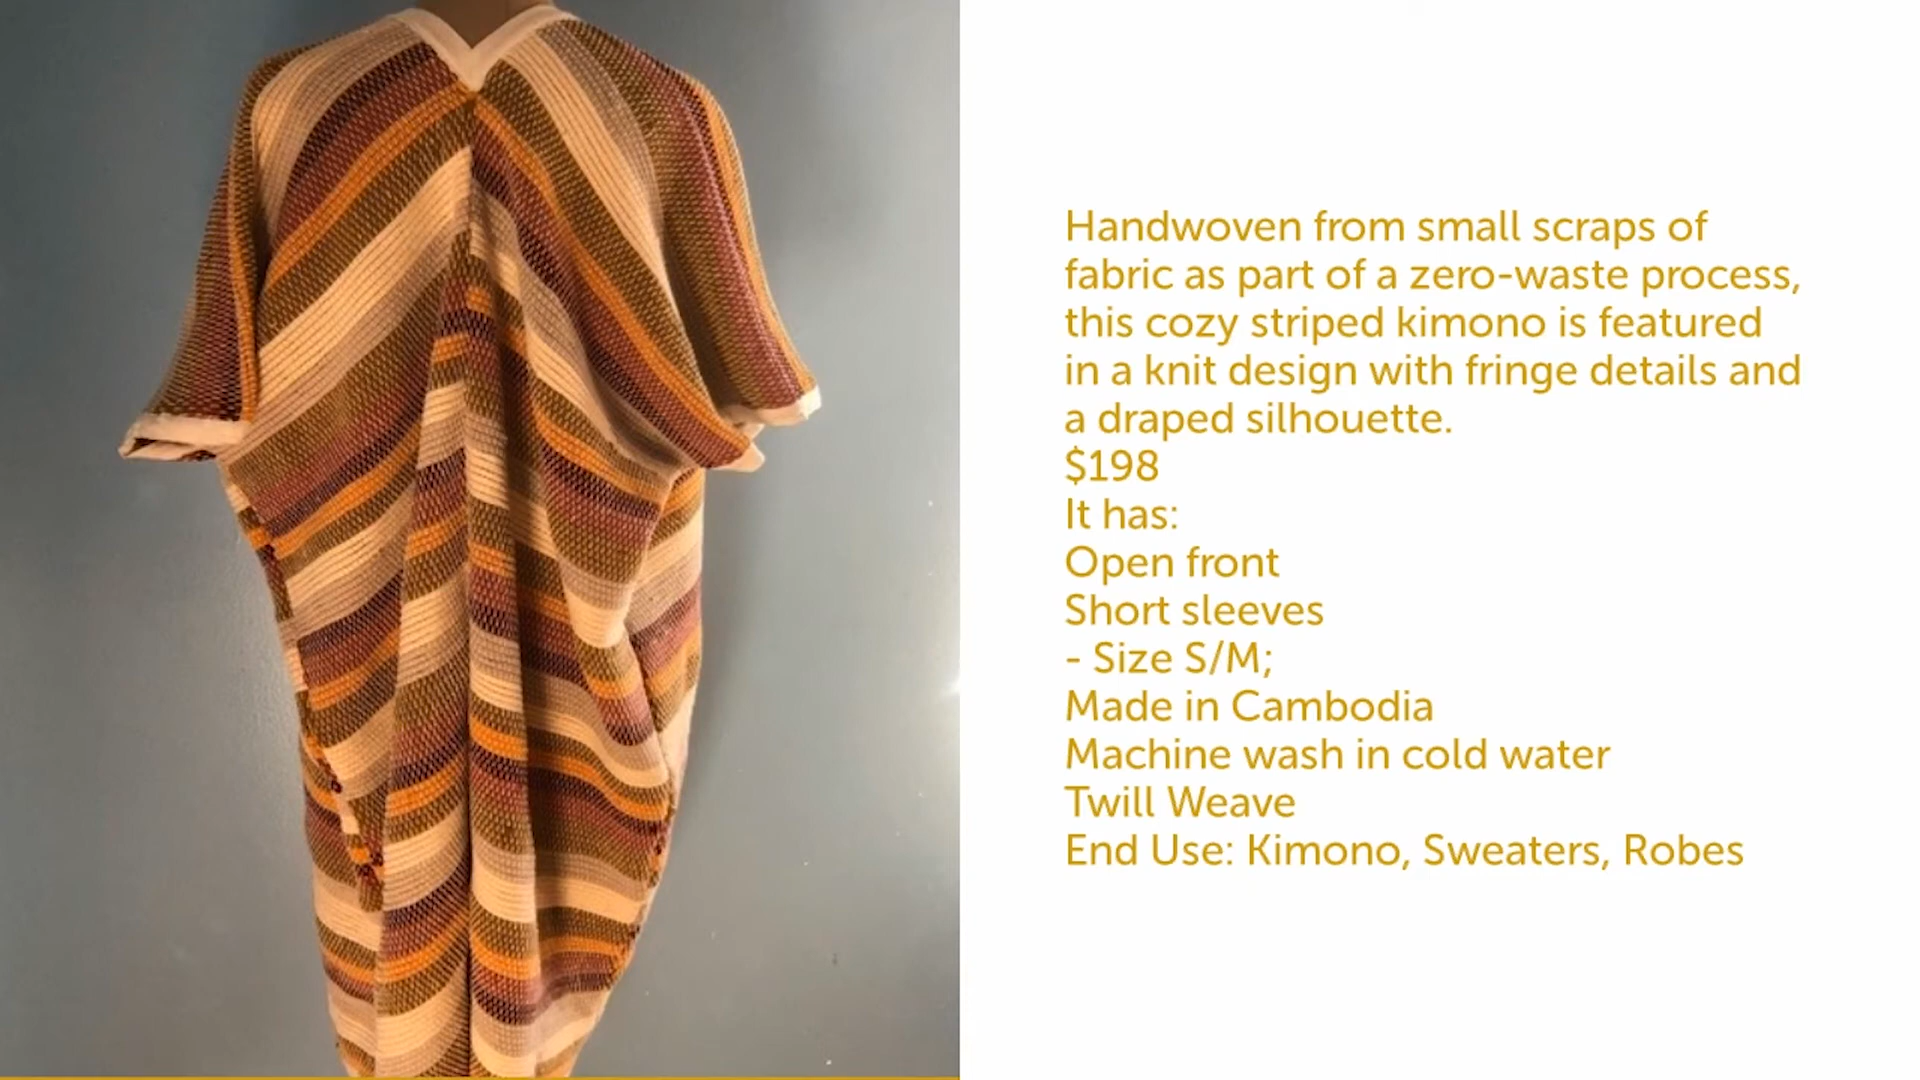 Handwoven from small scraps of
fabric as part of a zero-waste process,
this cozy striped kimono is featured
in a knit design with fringe details and
a draped silhouette.
$198
It has:
Open front
Short sleeves
- Size S/M;
Made in Cambodia
Machine wash in cold water
Twill Weave
End Use: Kimono, Sweaters, Robes